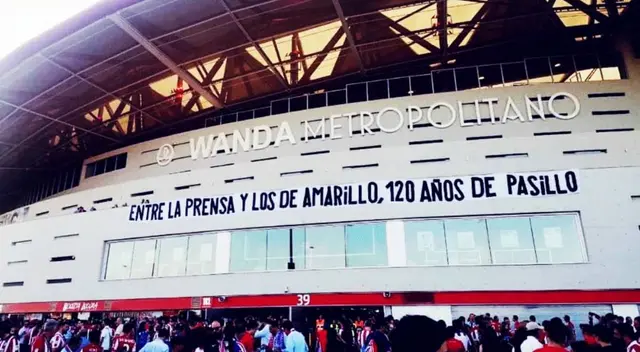 WANDA METROPOLITANO
ENTRE LA PRENSA Y LOS DE AMARILLO, 120 AÑOS DE PASILLO
39